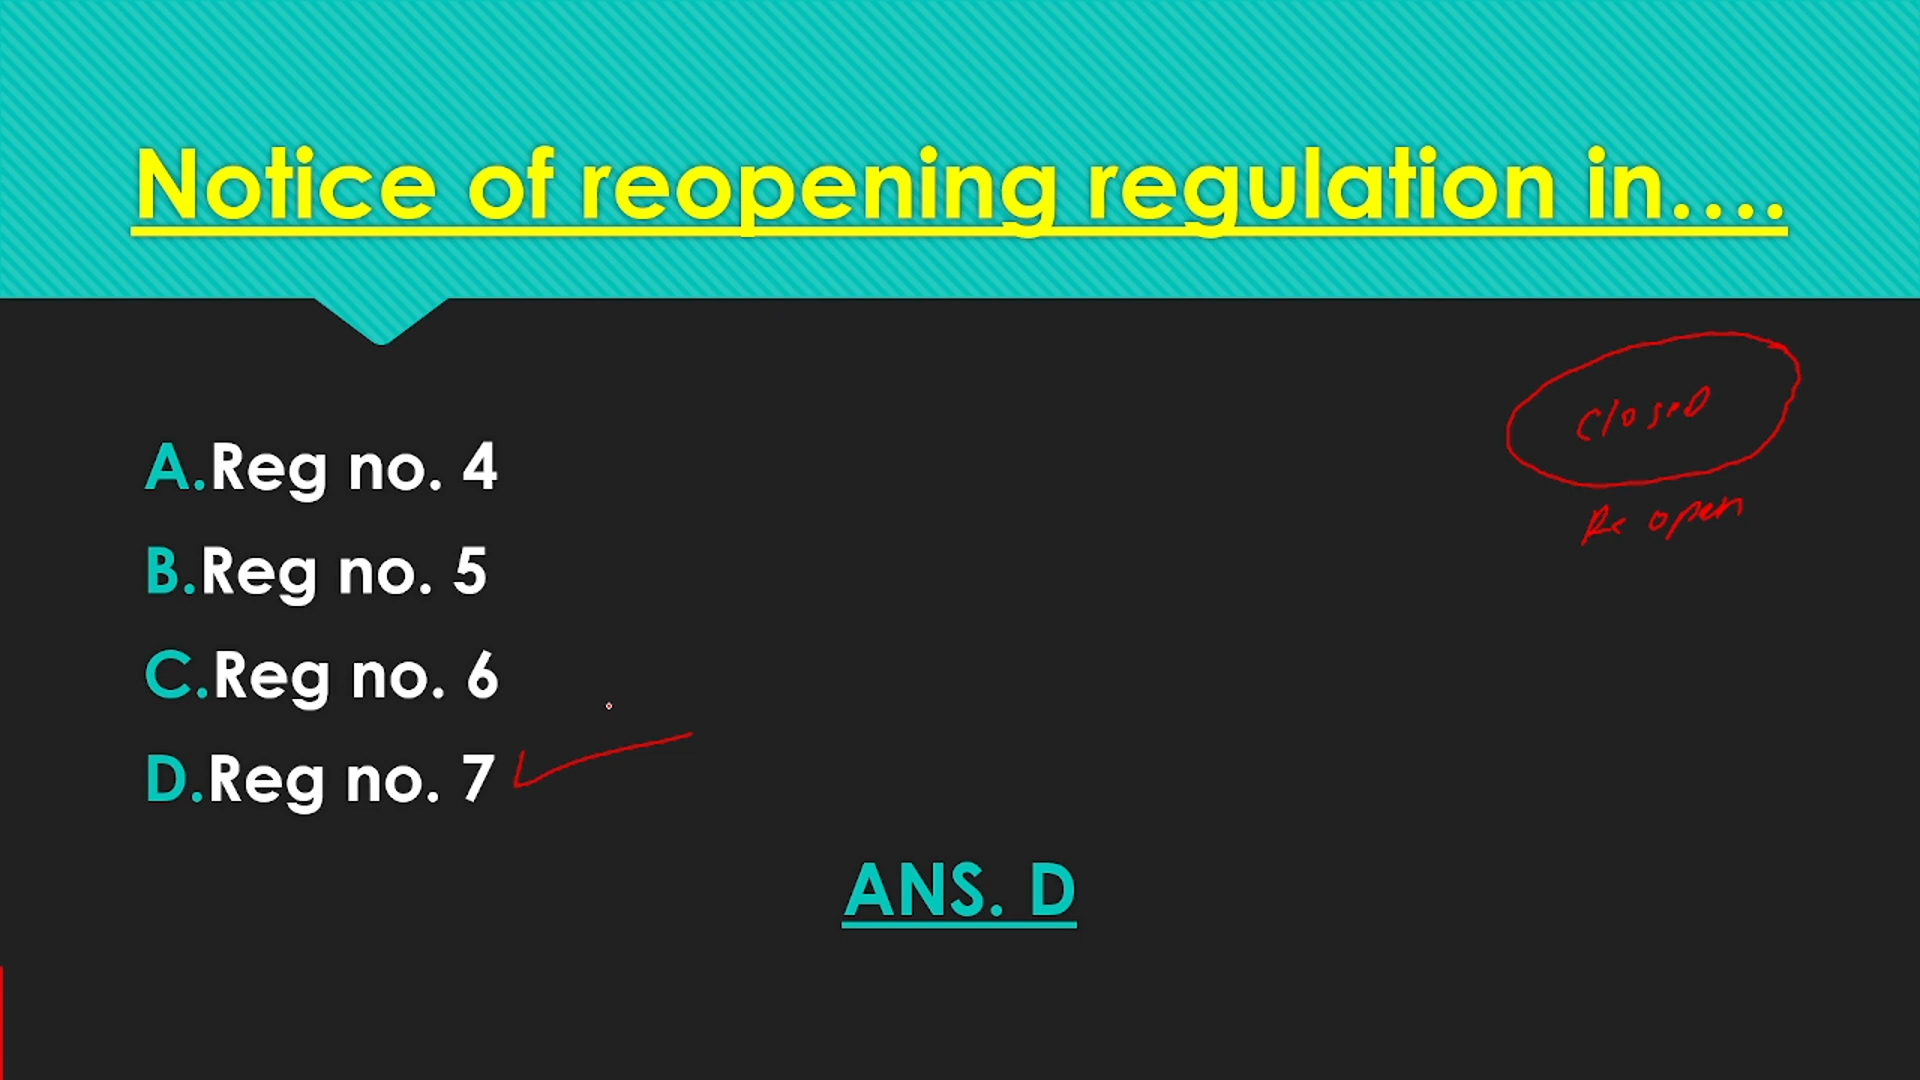 Notice of reopening regulation in....
closed
Re open
A.Reg no. 4
B.Reg no. 5
C.Reg no. 6
D.Reg no. 7
ANS. D